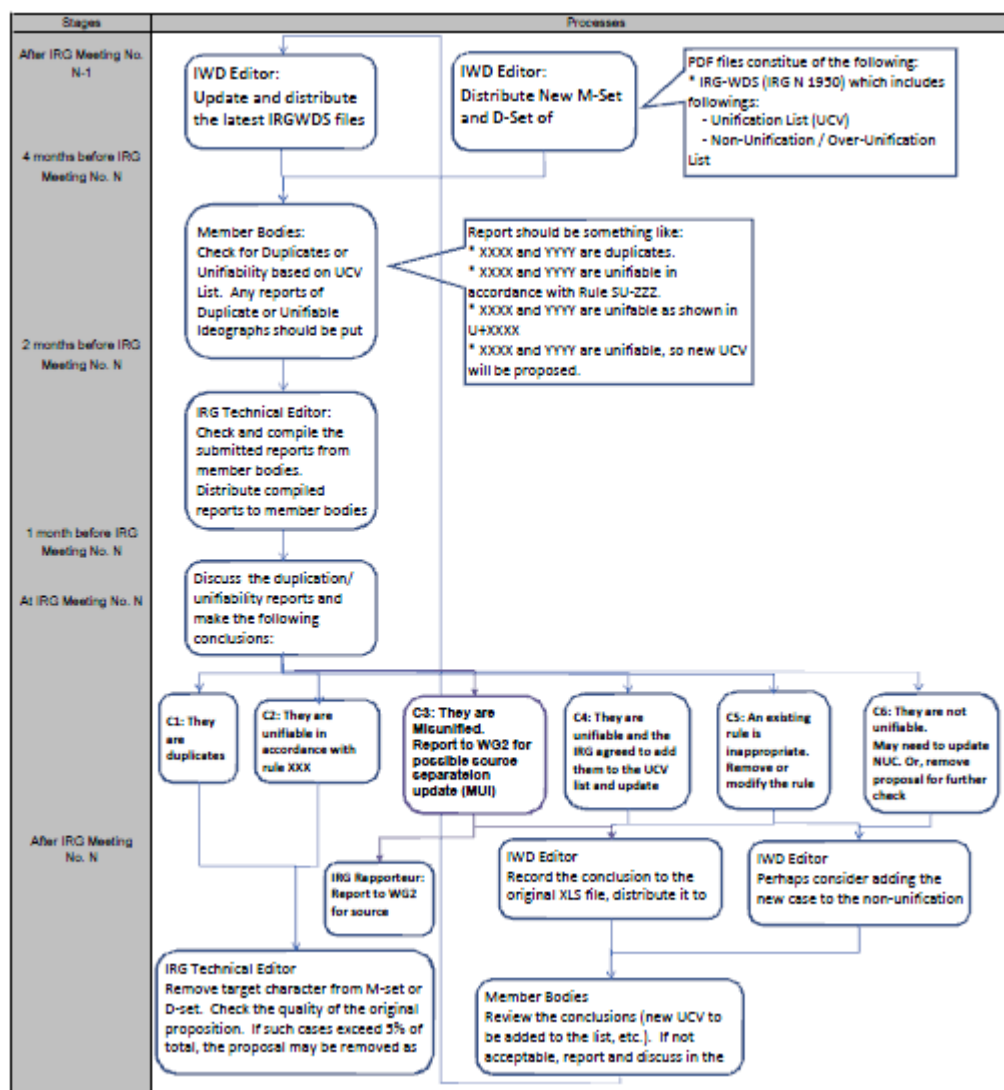 Stages
Processes
After IRG Meeting No.
N-1
4 months before IRG
Meeting No. N
2 months before IRG
Meeting No. N
1 month before IRG
Meeting No. N
At IRG Meeting No. N
After IRG Meeting
No. N
IWD Editor:
Update and distribute
the latest IRGWDS files
IWD Editor:
Distribute New M-Set
and D-Set of
PDF files constitue of the following:
* IRG-WDS (IRG N 1930) which includes
followings:
- Unification List (UCV)
- Non-Unification / Over-Unification
List
Member Bodies:
Check for Duplicates or
Unifiability based on UCV
List. Any reports of
Duplicate or Unifiable
Ideographs should be put
Report should be something like:
* XXXX and YYYY are duplicates.
* XXXX and YYYY are unifiable in
accordance with Rule SU-ZZZ.
* XXXX and YYYY are unifable as shown in
U+XXXX
* XXXX and YYYY are unifiable, so new UCV
will be proposed.
IRG Technical Editor:
Check and compile the
submitted reports from
member bodies.
Distribute compiled
reports to member bodies
Discuss the duplication/
unifiability reports and
make the following
conclusions:
C1: They
are
duplicates
C2: They are
unifiable in
accordance with
rule XXX
C3: They are
Misunified.
Report to WG2 for
possible source
separateion
update (MUI)
C4: They are
unifiable and the
IRG agreed to add
them to the UCV
list and update
C5: An existing
rule is
inappropriate.
Remove or
modify the rule
C6: They are not
unifiable.
May need to update
NUC. Or, remove
proposal for further
check
IRG Rapporteur:
Report to WG2
for source
IWD Editor
Record the conclusion to the
original XLS file, distribute it to
IWD Editor
Perhaps consider adding the
new case to the non-unification
IRG Technical Editor
Remove target character from M-set or
D-set. Check the quality of the original
proposition. If such cases exceed 5% of
total, the proposal may be removed as
Member Bodies
Review the conclusions (new UCV to
be added to the list, etc.). If not
acceptable, report and discuss in the